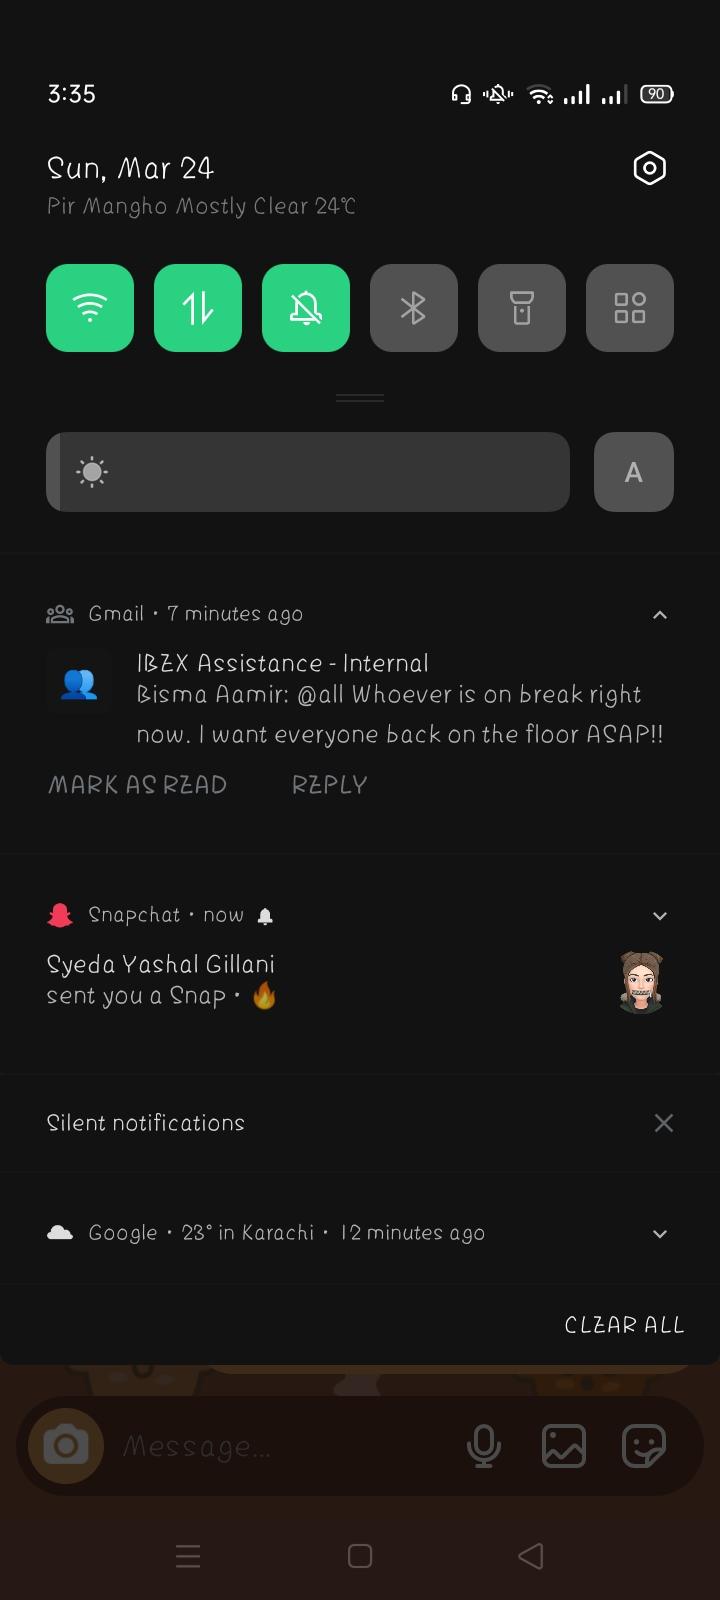 3:35
90
Sun, Mar 24
Pir Mangho Mostly Clear 24°C
A
Gmail • 7 minutes ago
IBZX Assistance - Internal
Bisma Aamir: @all Whoever is on break right
now. I want everyone back on the floor ASAP!!
MARK AS READ REPLY
Snapchat • now
Syeda Yashal Gillani
sent you a Snap • 🔥
Silent notifications
Google • 23° in Karachi • 12 minutes ago
CLEAR ALL
Message...